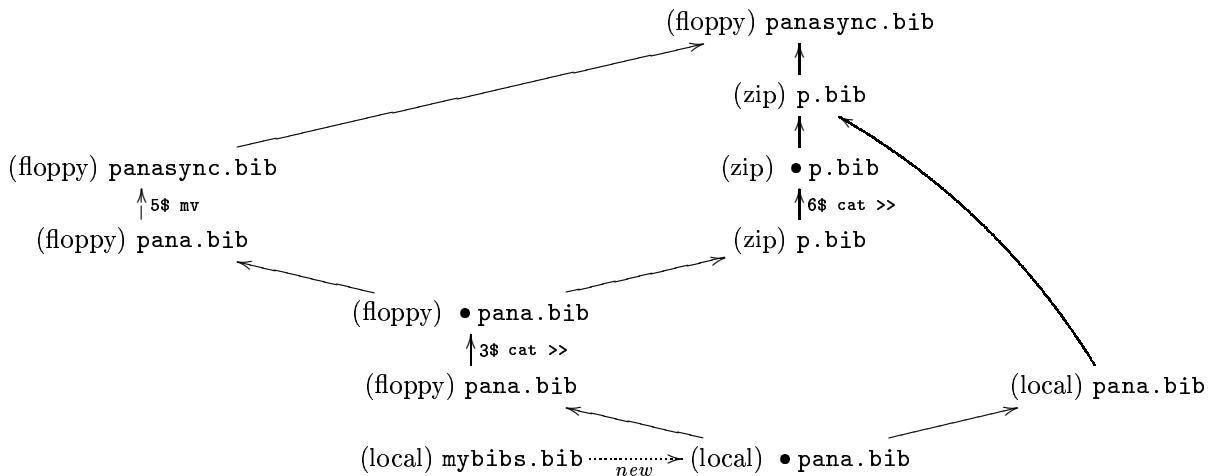 (floppy) panasync.bib
(zip) p.bib
(floppy) panasync.bib
(zip) • p.bib
5$ mv
6$ cat >>
(floppy) pana.bib
(zip) p.bib
(floppy) • pana.bib
3$ cat >>
(floppy) pana.bib
(local) pana.bib
(local) mybibs.bib
new
(local) • pana.bib